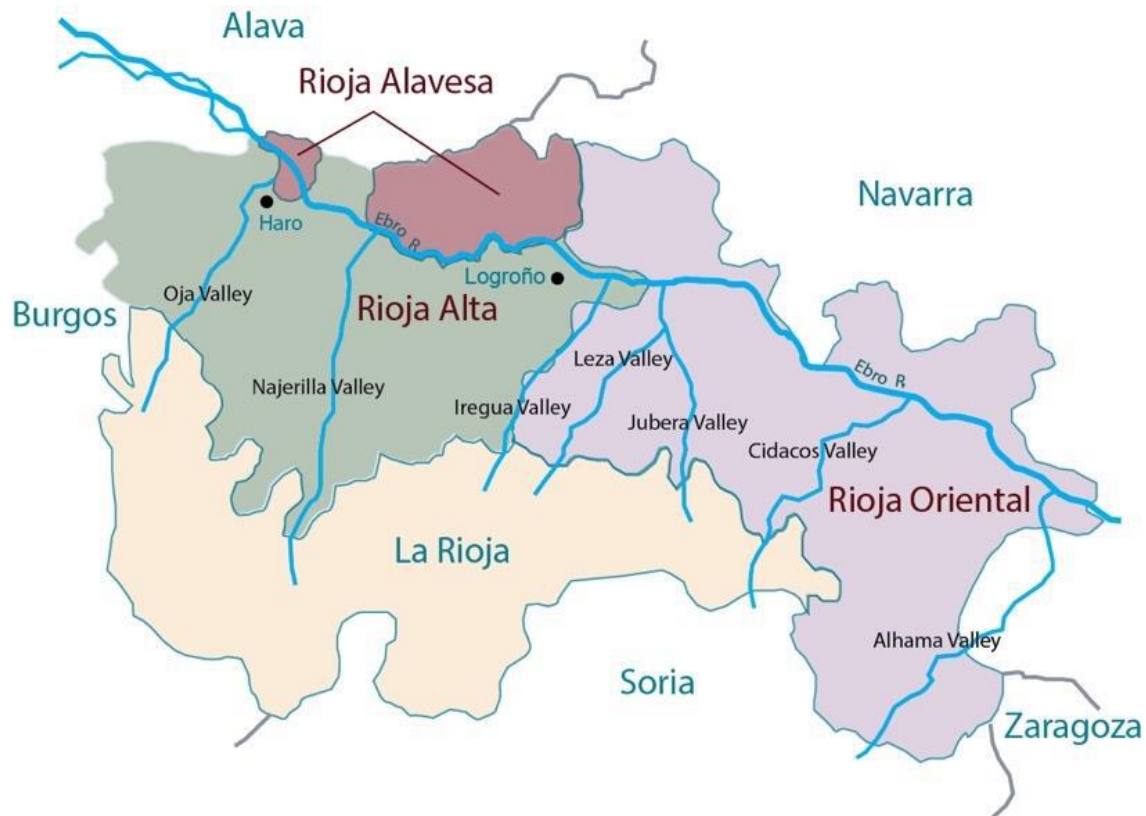 Alava
Rioja Alavesa
Navarra
Haro
Ebro R.
Logroño
Oja Valley
Burgos
Rioja Alta
Leza Valley
Ebro R.
Najerilla Valley
Iregua Valley
Jubera Valley
Cidacos Valley
Rioja Oriental
La Rioja
Alhama Valley
Soria
Zaragoza